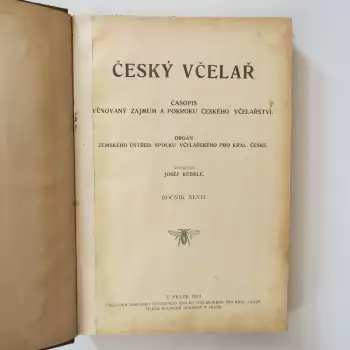 ČESKÝ VČELAŘ
ČASOPIS
VĚNOVANÝ ZÁJMŮM A POKROKU ČESKÉHO VČELAŘSTVÍ.
ORGÁN
ZEMSKÉHO ÚSTŘED. SPOLKU VČELAŘSKÉHO PRO KRÁL. ČESKÉ.
JOSEF KEBRLE.
ROČNÍK XLVII
V PRAZE 1913